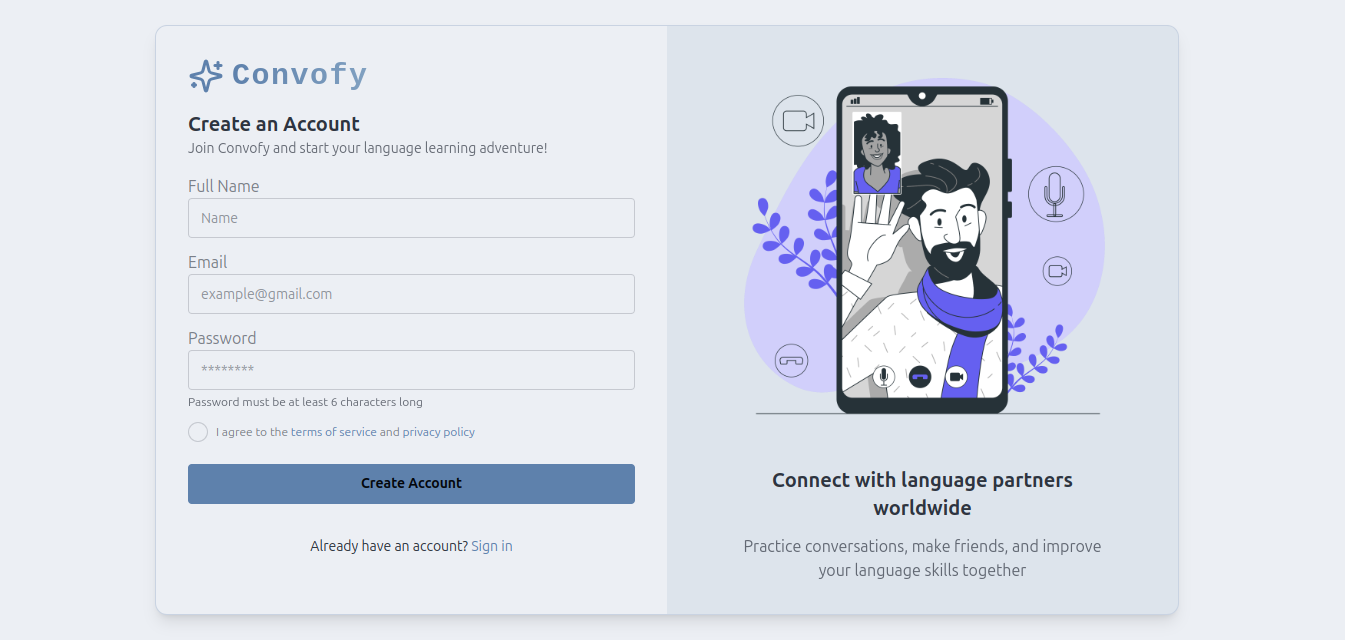 Convofy
Create an Account
Join Convofy and start your language learning adventure!
Full Name
Name
Email
example@gmail.com
Password
********
Password must be at least 6 characters long
I agree to the terms of service and privacy policy
Create Account
Already have an account? Sign in
Connect with language partners
worldwide
Practice conversations, make friends, and improve
your language skills together